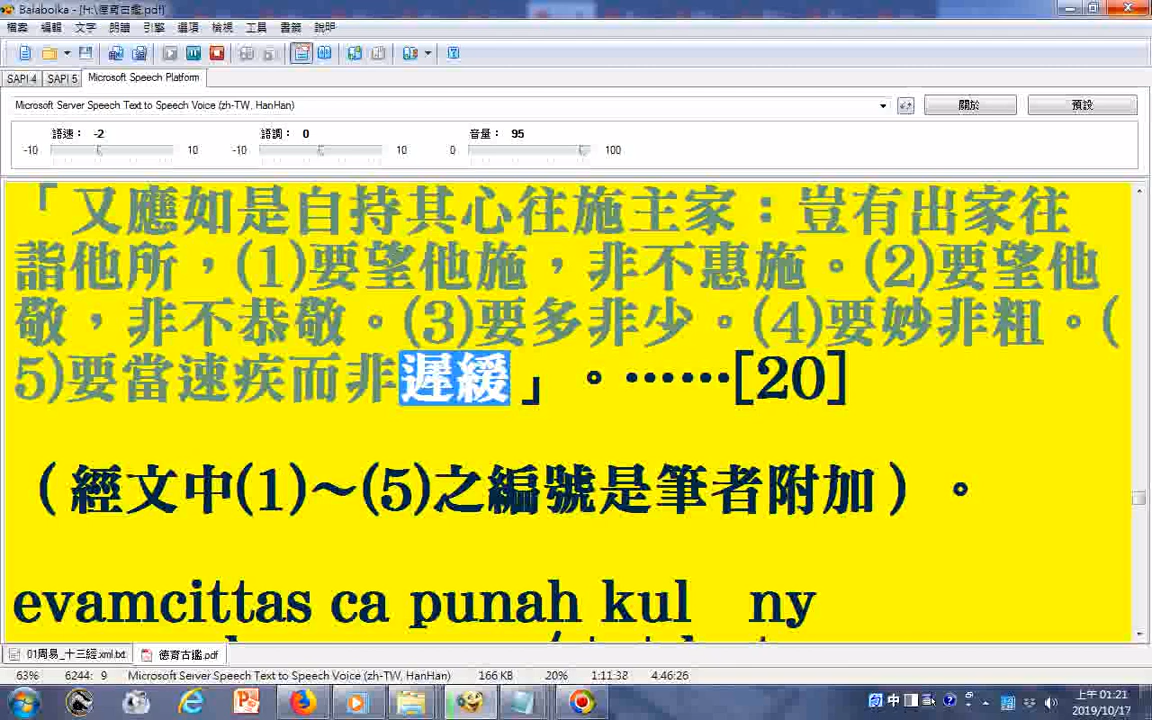 Balabolka - [H:\德育古鑑.pdf]
檔案 編輯 文字 朗讀 引擎 選項 檢視 工具 書籤 說明
SAPI 4 SAPI 5 Microsoft Speech Platform
Microsoft Server Speech Text to Speech Voice (zh-TW, HanHan) 關於 預設
語速： -2 語調： 0 音量： 95
-10 10 -10 10 0 100
「又應如是自持其心往施主家：豈有出家往
詣他所，(1)要望他施，非不惠施。(2)要望他
敬，非不恭敬。(3)要多非少。(4)要妙非粗。(
5)要當速疾而非遲緩」。……[20]
（經文中(1)～(5)之編號是筆者附加）。
evamcittas ca punah kul ny
01周易_十三經.xml.txt 德育古鑑.pdf
63% 6244: 9 Microsoft Server Speech Text to Speech Voice (zh-TW, HanHan) 166 KB 20% 1:11:38 4:46:26
中 上午 01:21
2019/10/17